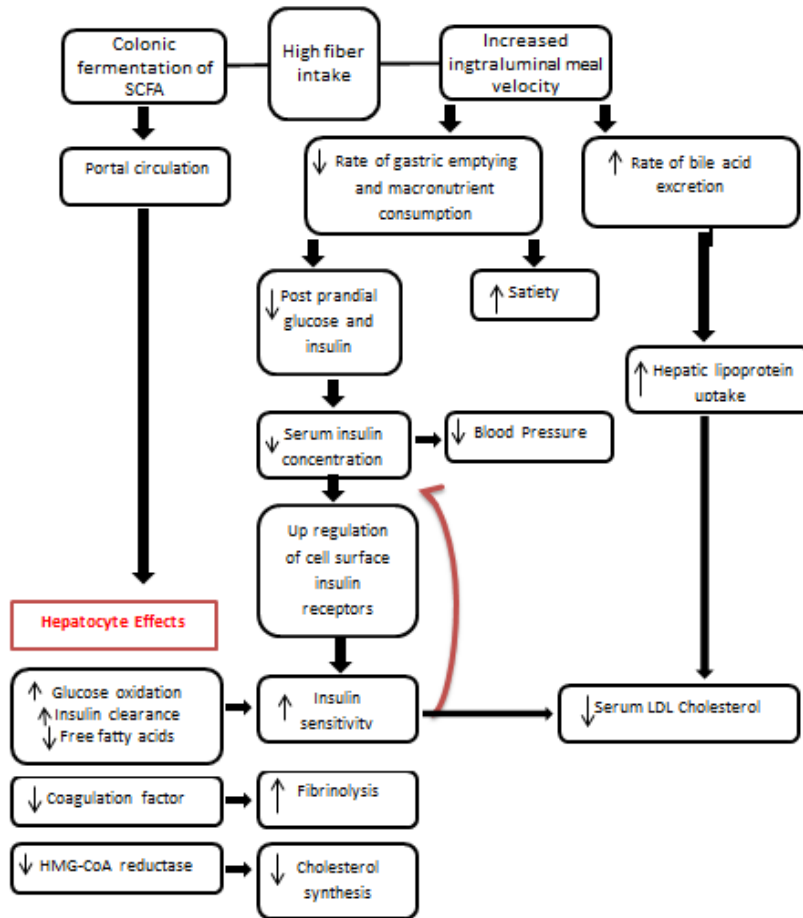 Colonic
fermentation of
SCFA
High fiber
intake
Increased
ingtraluminal meal
velocity
Portal circulation
↓ Rate of gastric emptying
and macronutrient
consumption
↑ Rate of bile acid
excretion
↓ Post prandial
glucose and
insulin
↑ Satiety
↑ Hepatic lipoprotein
uptake
↓ Serum insulin
concentration
↓ Blood Pressure
Up regulation
of cell surface
insulin
receptors
Hepatocyte Effects
↑ Glucose oxidation
↑ Insulin clearance
↓ Free fatty acids
↑ Insulin
sensitivity
↓ Serum LDL Cholesterol
↓ Coagulation factor
↑ Fibrinolysis
↓ HMG-CoA reductase
↓ Cholesterol
synthesis